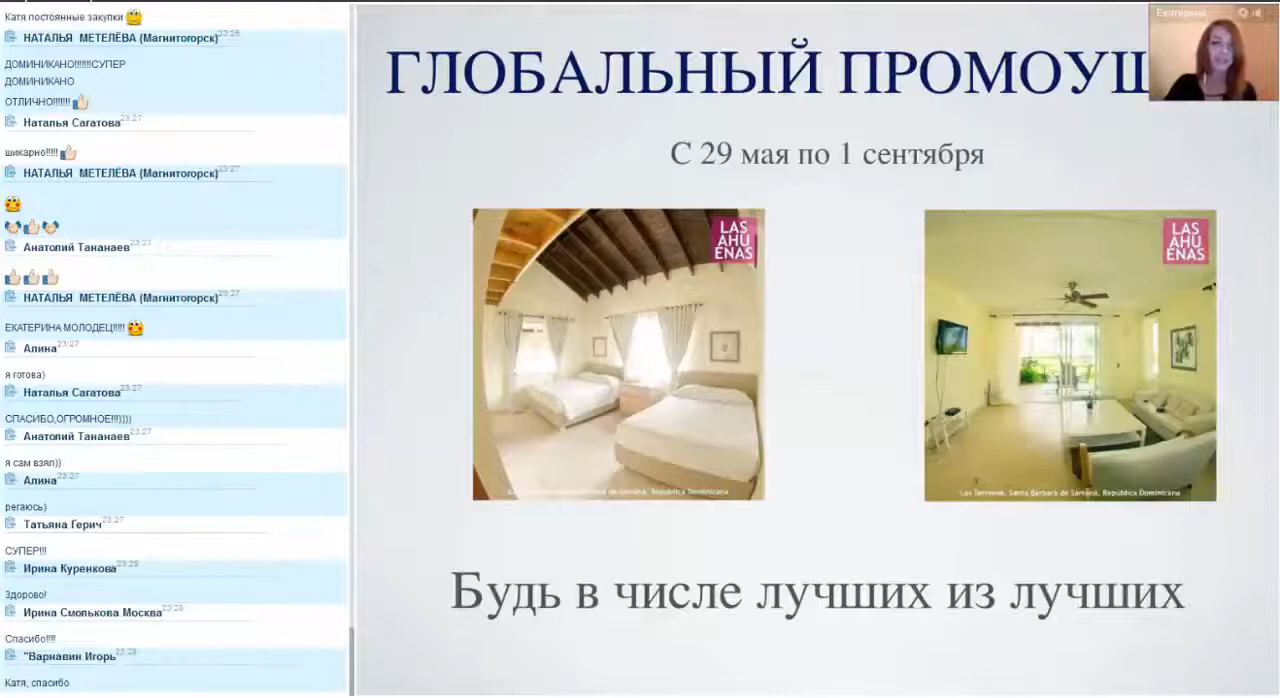 Катя постоянные закупки
НАТАЛЬЯ МЕТЕЛЁВА (Магнитогорск) 23:26
ДОМИНИКАНО!!!!!!!СУПЕР
ДОМИНИКАНО
ОТЛИЧНО!!!!!!!
Наталья Сагатова 23:27
шикарно!!!!!
НАТАЛЬЯ МЕТЕЛЁВА (Магнитогорск) 23:27
Анатолий Тананаев 23:27
НАТАЛЬЯ МЕТЕЛЁВА (Магнитогорск) 23:27
ЕКАТЕРИНА МОЛОДЕЦ!!!!!
Алина 23:27
я готова)
Наталья Сагатова 23:27
СПАСИБО,ОГРОМНОЕ!!!))))
Анатолий Тананаев 23:27
я сам взял))
Алина 23:27
регаюсь)
Татьяна Герич 23:27
СУПЕР!!!
Ирина Куренкова 23:28
Здорово!
Ирина Смолькова Москва 23:28
Спасибо!!!!
"Варнавин Игорь 23:28
Катя, спасибо
ГЛОБАЛЬНЫЙ ПРОМОУШ
Екатерина
С 29 мая по 1 сентября
LAS
AHU
ENAS
de Samaná, República Dominicana
LAS
AHU
ENAS
Las Terrenas, Santa Barbara de Samaná, República Dominicana
Будь в числе лучших из лучших